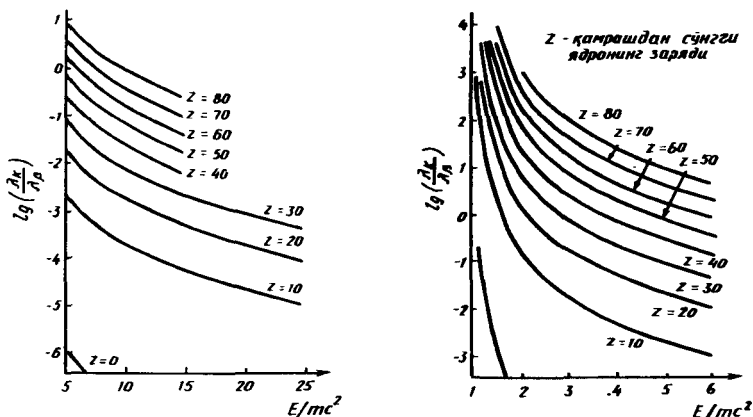 lg(λк/λβ)
1
0
-1
-2
-3
-4
-5
-6
5
10
15
20
25
E/mc²
z = 80
z = 70
z = 60
z = 50
z = 40
z = 30
z = 20
z = 10
z = 0
lg(λк/λβ)
4
3
2
1
0
-1
-2
-3
1
2
.3
.4
.5
6
E/mc²
Z - қамрашдан сўнгги
ядронинг заряди
z = 80
z = 70
z = 60
z = 50
z = 40
z = 30
z = 20
z = 10